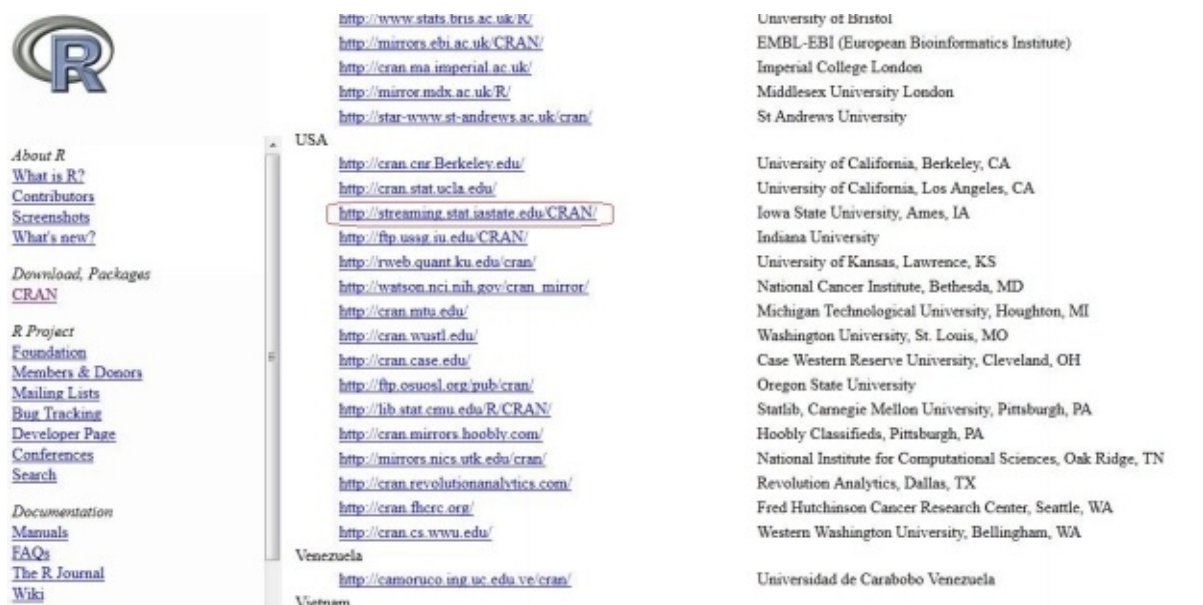 R
About R
What is R?
Contributors
Screenshots
What's new?
Download, Packages
CRAN
R Project
Foundation
Members & Donors
Mailing Lists
Bug Tracking
Developer Page
Conferences
Search
Documentation
Manuals
FAQs
The R Journal
Wiki
http://www.stats.bris.ac.uk/R/ University of Bristol
http://mirrors.ebi.ac.uk/CRAN/ EMBL-EBI (European Bioinformatics Institute)
http://cran.ma.imperial.ac.uk/ Imperial College London
http://mirror.mdx.ac.uk/R/ Middlesex University London
http://star-www.st-andrews.ac.uk/cran/ St Andrews University
USA
http://cran.cnr.Berkeley.edu/ University of California, Berkeley, CA
http://cran.stat.ucla.edu/ University of California, Los Angeles, CA
http://streaming.stat.iastate.edu/CRAN/ Iowa State University, Ames, IA
http://ftp.ussg.iu.edu/CRAN/ Indiana University
http://rweb.quant.ku.edu/cran/ University of Kansas, Lawrence, KS
http://watson.nci.nih.gov/cran_mirror/ National Cancer Institute, Bethesda, MD
http://cran.mtu.edu/ Michigan Technological University, Houghton, MI
http://cran.wustl.edu/ Washington University, St. Louis, MO
http://cran.case.edu/ Case Western Reserve University, Cleveland, OH
http://ftp.osuosl.org/pub/cran/ Oregon State University
http://lib.stat.cmu.edu/R/CRAN/ Statlib, Carnegie Mellon University, Pittsburgh, PA
http://cran.mirrors.hoobly.com/ Hoobly Classifieds, Pittsburgh, PA
http://mirrors.nics.utk.edu/cran/ National Institute for Computational Sciences, Oak Ridge, TN
http://cran.revolutionanalytics.com/ Revolution Analytics, Dallas, TX
http://cran.fhcrc.org/ Fred Hutchinson Cancer Research Center, Seattle, WA
http://cran.cs.wwu.edu/ Western Washington University, Bellingham, WA
Venezuela
http://camoruco.ing.uc.edu.ve/cran/ Universidad de Carabobo Venezuela
Vietnam